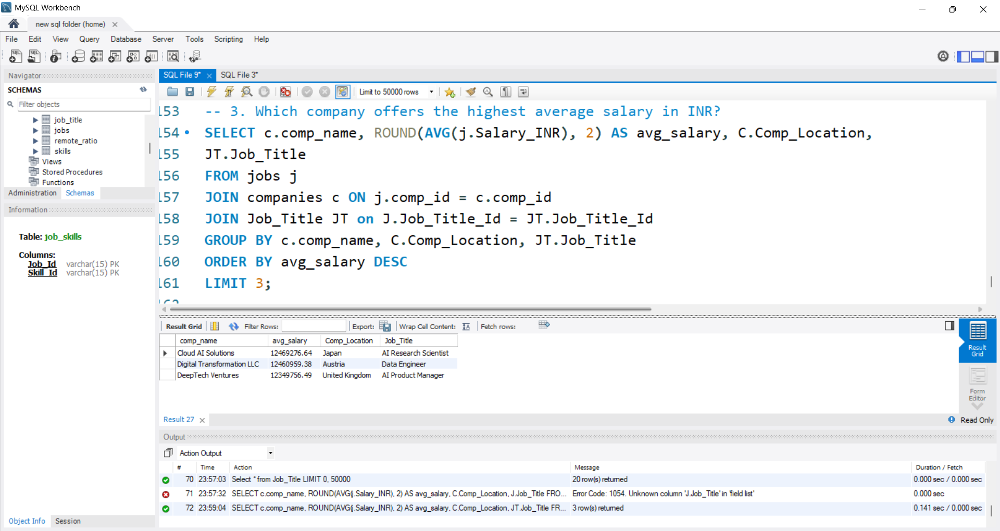 MySQL Workbench
new sql folder (home)
File Edit View Query Database Server Tools Scripting Help
Navigator
SCHEMAS
Filter objects
job_title
jobs
remote_ratio
skills
Views
Stored Procedures
Functions
Administration Schemas
Information
Table: job_skills
Columns:
Job_Id varchar(15) PK
Skill_Id varchar(15) PK
Object Info Session
SQL File 9* SQL File 3*
Limit to 50000 rows
153 -- 3. Which company offers the highest average salary in INR?
154 SELECT c.comp_name, ROUND(AVG(j.Salary_INR), 2) AS avg_salary, C.Comp_Location,
155 JT.Job_Title
156 FROM jobs j
157 JOIN companies c ON j.comp_id = c.comp_id
158 JOIN Job_Title JT on J.Job_Title_Id = JT.Job_Title_Id
159 GROUP BY c.comp_name, C.Comp_Location, JT.Job_Title
160 ORDER BY avg_salary DESC
161 LIMIT 3;
Result Grid Filter Rows: Export: Wrap Cell Content: Fetch rows:
comp_name avg_salary Comp_Location Job_Title
Cloud AI Solutions 12469276.64 Japan AI Research Scientist
Digital Transformation LLC 12460959.38 Austria Data Engineer
DeepTech Ventures 12349756.49 United Kingdom AI Product Manager
Result
Grid
Form
Editor
Result 27
Read Only
Output
Action Output
# Time Action Message Duration / Fetch
70 23:57:03 Select * from Job_Title LIMIT 0, 50000 20 row(s) returned 0.000 sec / 0.000 sec
71 23:57:32 SELECT c.comp_name, ROUND(AVG(j.Salary_INR), 2) AS avg_salary, C.Comp_Location, J.Job_Title FRO... Error Code: 1054. Unknown column 'J.Job_Title' in 'field list' 0.000 sec
72 23:59:04 SELECT c.comp_name, ROUND(AVG(j.Salary_INR), 2) AS avg_salary, C.Comp_Location, JT.Job_Title FR... 3 row(s) returned 0.141 sec / 0.000 sec